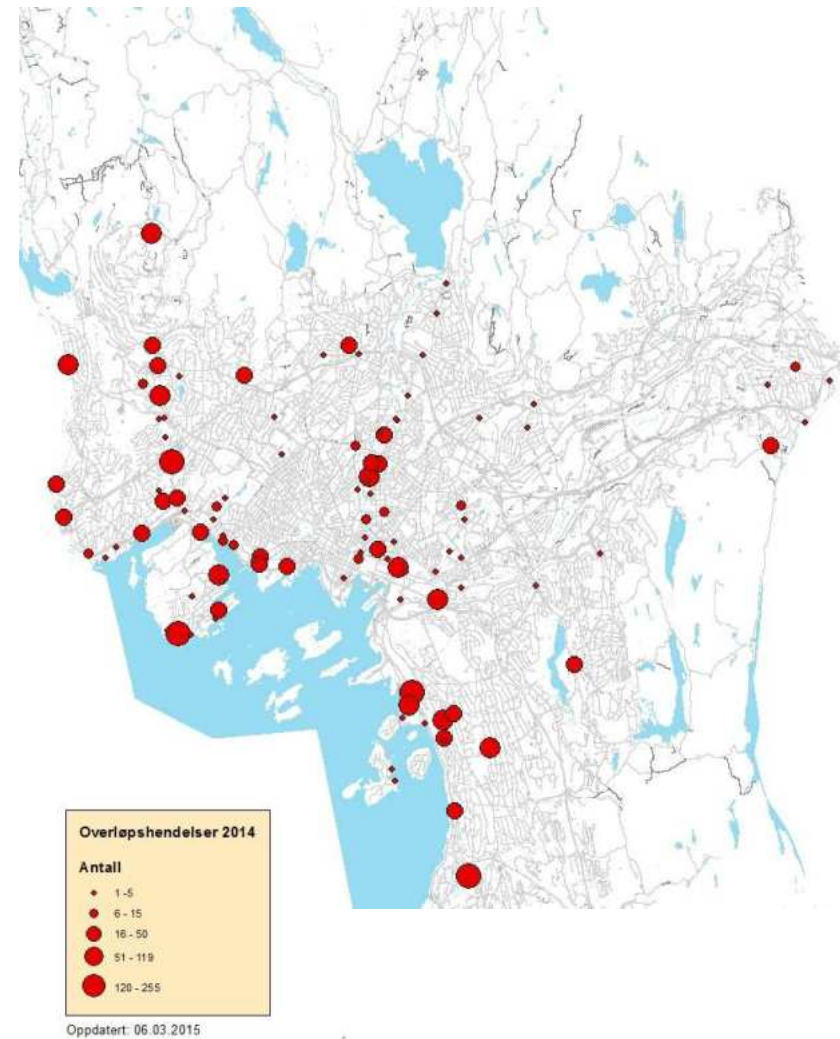 Overløpshendelser 2014
Antall
1 -5
6 - 15
16 - 50
51 - 119
120 - 255
Oppdatert: 06.03.2015